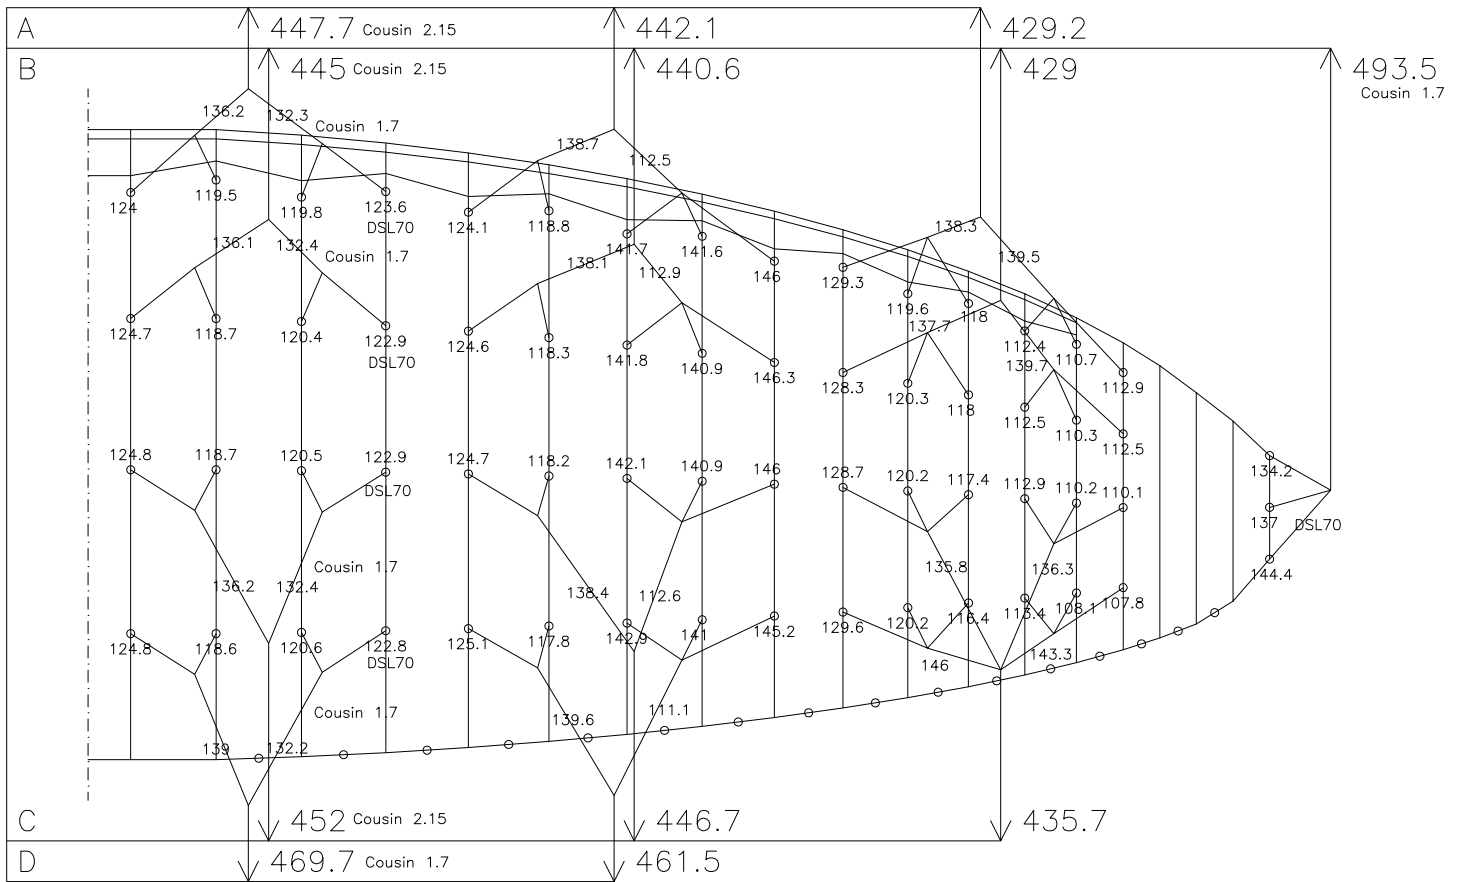 A 447.7 Cousin 2.15 442.1 429.2
B 445 Cousin 2.15 440.6 429 493.5
Cousin 1.7
136.2 132.3 Cousin 1.7 138.7 112.5
124 119.5 119.8 123.6 124.1 118.8 141.7 141.6 146 129.3 119.6 118 138.3 139.5
DSL70
136.1 132.4 Cousin 1.7 138.1 112.9 137.7 112.4 110.7 112.9
139.7
124.7 118.7 120.4 122.9 124.6 118.3 141.8 140.9 146.3 128.3 120.3 118 112.5 110.3 112.5
DSL70
124.8 118.7 120.5 122.9 124.7 118.2 142.1 140.9 146 128.7 120.2 117.4 112.9 110.2 110.1 134.2
DSL70 137 DSL70
136.2 132.4 Cousin 1.7 138.4 112.6 135.8 136.3 144.4
124.8 118.6 120.6 122.8 125.1 117.8 142.9 141 145.2 129.6 120.2 116.4 113.4 108.1 107.8
DSL70 146 143.3
Cousin 1.7
139 132.2 139.6 111.1
C 452 Cousin 2.15 446.7 435.7
D 469.7 Cousin 1.7 461.5